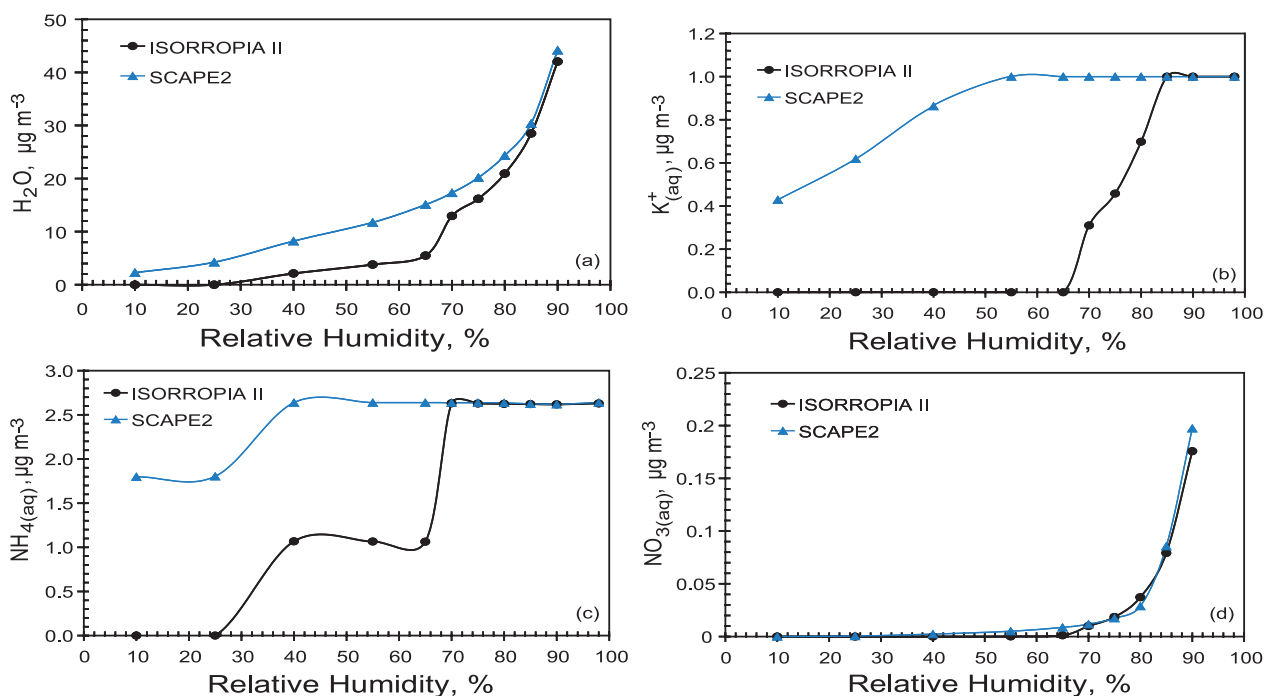 50
40
30
20
10
0
H₂O, µg m-3
ISORROPIA II
SCAPE2
(a)
0 10 20 30 40 50 60 70 80 90 100
Relative Humidity, %
1.2
1.0
0.8
0.6
0.4
0.2
0.0
K⁺(aq), µg m-3
ISORROPIA II
SCAPE2
(b)
0 10 20 30 40 50 60 70 80 90 100
Relative Humidity, %
3.0
2.5
2.0
1.5
1.0
0.5
0.0
NH₄(aq), µg m-3
ISORROPIA II
SCAPE2
(c)
0 10 20 30 40 50 60 70 80 90 100
Relative Humidity, %
0.25
0.2
0.15
0.1
0.05
0
NO₃(aq), µg m-3
ISORROPIA II
SCAPE2
(d)
0 10 20 30 40 50 60 70 80 90 100
Relative Humidity, %